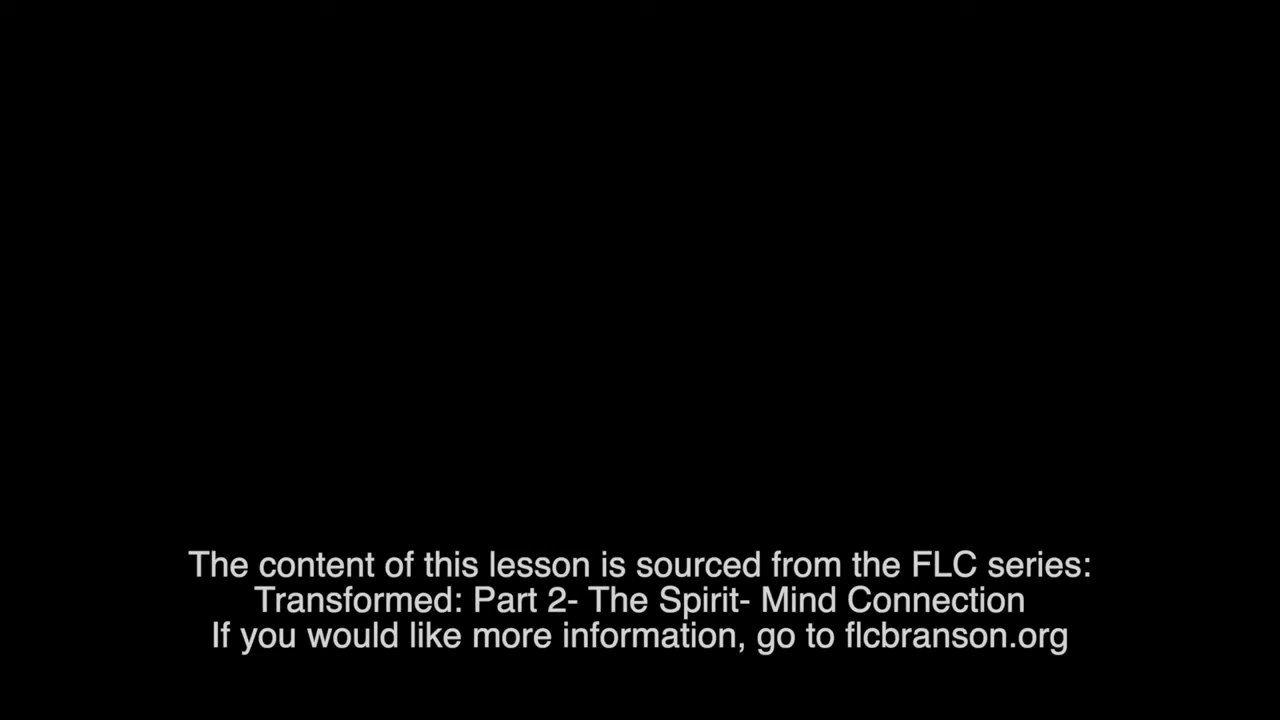 The content of this lesson is sourced from the FLC series:
Transformed: Part 2- The Spirit- Mind Connection
If you would like more information, go to flcbranson.org